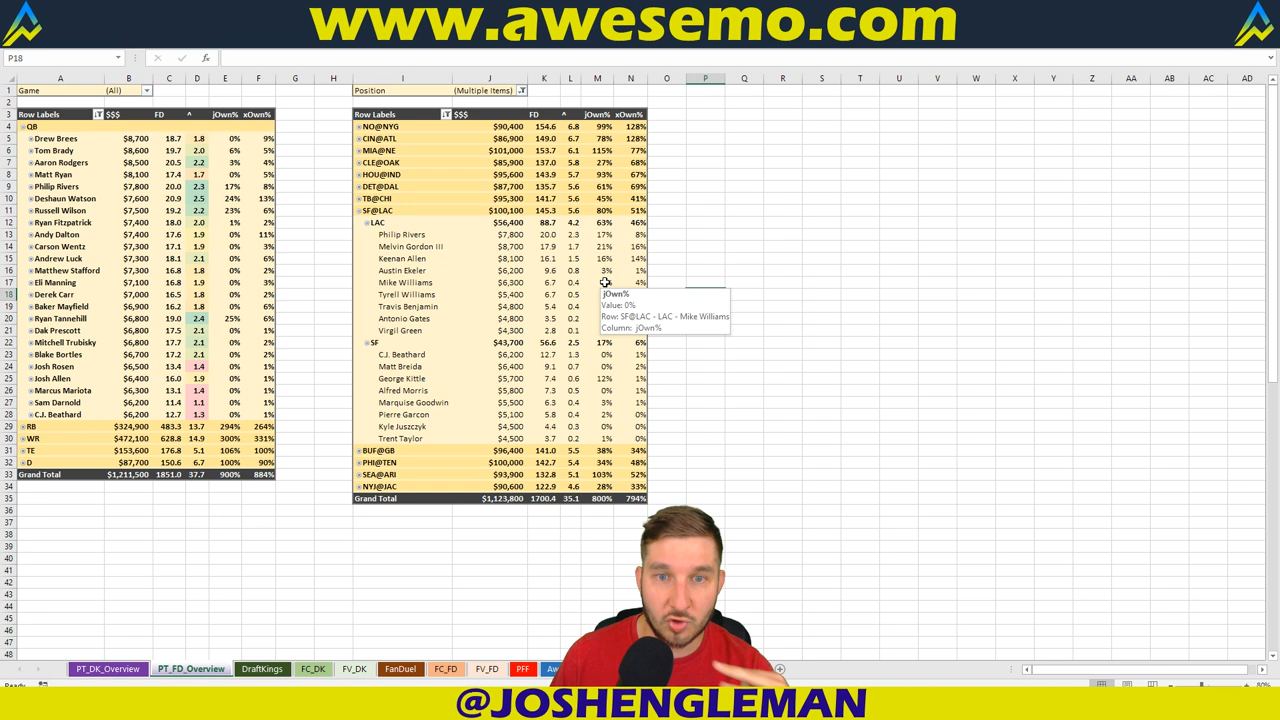 www.awesemo.com
P18
Game (All)
Row Labels $$$ FD ^ jOwn% xOwn%
QB
Drew Brees $8,700 18.7 1.8 0% 9%
Tom Brady $8,600 19.7 2.0 6% 5%
Aaron Rodgers $8,500 20.5 2.2 3% 4%
Matt Ryan $8,100 17.4 1.7 0% 5%
Philip Rivers $7,800 20.0 2.3 17% 8%
Deshaun Watson $7,600 20.9 2.5 24% 13%
Russell Wilson $7,500 19.2 2.2 23% 6%
Ryan Fitzpatrick $7,400 18.0 2.0 1% 2%
Andy Dalton $7,400 17.6 1.9 0% 11%
Carson Wentz $7,300 17.1 1.9 0% 3%
Andrew Luck $7,300 18.1 2.1 0% 6%
Matthew Stafford $7,300 16.8 1.8 0% 2%
Eli Manning $7,100 16.8 1.9 0% 3%
Derek Carr $7,000 16.5 1.8 0% 2%
Baker Mayfield $6,900 16.2 1.8 0% 6%
Ryan Tannehill $6,800 19.0 2.4 25% 6%
Dak Prescott $6,800 17.5 2.1 0% 1%
Mitchell Trubisky $6,800 17.7 2.1 0% 2%
Blake Bortles $6,700 17.2 2.1 0% 2%
Josh Rosen $6,500 13.4 1.4 0% 1%
Josh Allen $6,400 16.0 1.9 0% 1%
Marcus Mariota $6,300 13.1 1.4 0% 1%
Sam Darnold $6,200 11.4 1.1 0% 1%
C.J. Beathard $6,200 12.7 1.3 0% 1%
RB $324,900 483.3 13.7 294% 264%
WR $472,100 628.8 14.9 300% 331%
TE $153,600 176.8 5.1 106% 100%
D $87,700 150.6 6.7 100% 90%
Grand Total $1,211,500 1851.0 37.7 900% 884%
Position (Multiple Items)
Row Labels $$$ FD ^ jOwn% xOwn%
NO@NYG $90,400 154.6 6.8 99% 128%
CIN@ATL $86,900 149.0 6.7 78% 128%
MIA@NE $101,000 153.7 6.1 115% 77%
CLE@OAK $85,900 137.0 5.8 27% 68%
HOU@IND $95,600 143.9 5.7 93% 67%
DET@DAL $87,700 135.7 5.6 61% 69%
TB@CHI $95,300 141.7 5.6 45% 41%
SF@LAC $100,100 145.3 5.6 80% 51%
LAC $56,400 88.7 4.2 63% 46%
Philip Rivers $7,800 20.0 2.3 17% 8%
Melvin Gordon III $8,700 17.9 1.7 21% 16%
Keenan Allen $8,100 16.1 1.5 16% 14%
Austin Ekeler $6,200 9.6 0.8 3% 1%
Mike Williams $6,300 6.7 0.4 4%
Tyrell Williams $5,400 6.7 0.5
Travis Benjamin $4,800 5.4 0.4
Antonio Gates $4,800 3.5 0.2
Virgil Green $4,300 2.8 0.1
SF $43,700 56.6 2.5 17% 6%
C.J. Beathard $6,200 12.7 1.3 0% 1%
Matt Breida $6,400 9.1 0.7 0% 2%
George Kittle $5,700 7.4 0.6 12% 1%
Alfred Morris $5,800 7.3 0.5 0% 1%
Marquise Goodwin $5,500 6.3 0.4 3% 1%
Pierre Garcon $5,100 5.8 0.4 2% 0%
Kyle Juszczyk $4,500 4.4 0.3 0% 0%
Trent Taylor $4,500 3.7 0.2 1% 0%
BUF@GB $96,400 141.0 5.5 38% 34%
PHI@TEN $100,000 142.7 5.4 34% 48%
SEA@ARI $93,900 132.8 5.1 103% 52%
NYJ@JAC $90,600 122.9 4.6 28% 33%
Grand Total $1,123,800 1700.4 35.1 800% 794%
jOwn%
Value: 0%
Row: SF@LAC - LAC - Mike Williams
Column: jOwn%
PT_DK_Overview PT_FD_Overview DraftKings FC_DK FV_DK FanDuel FC_FD FV_FD PFF
@JOSHENGLEMAN